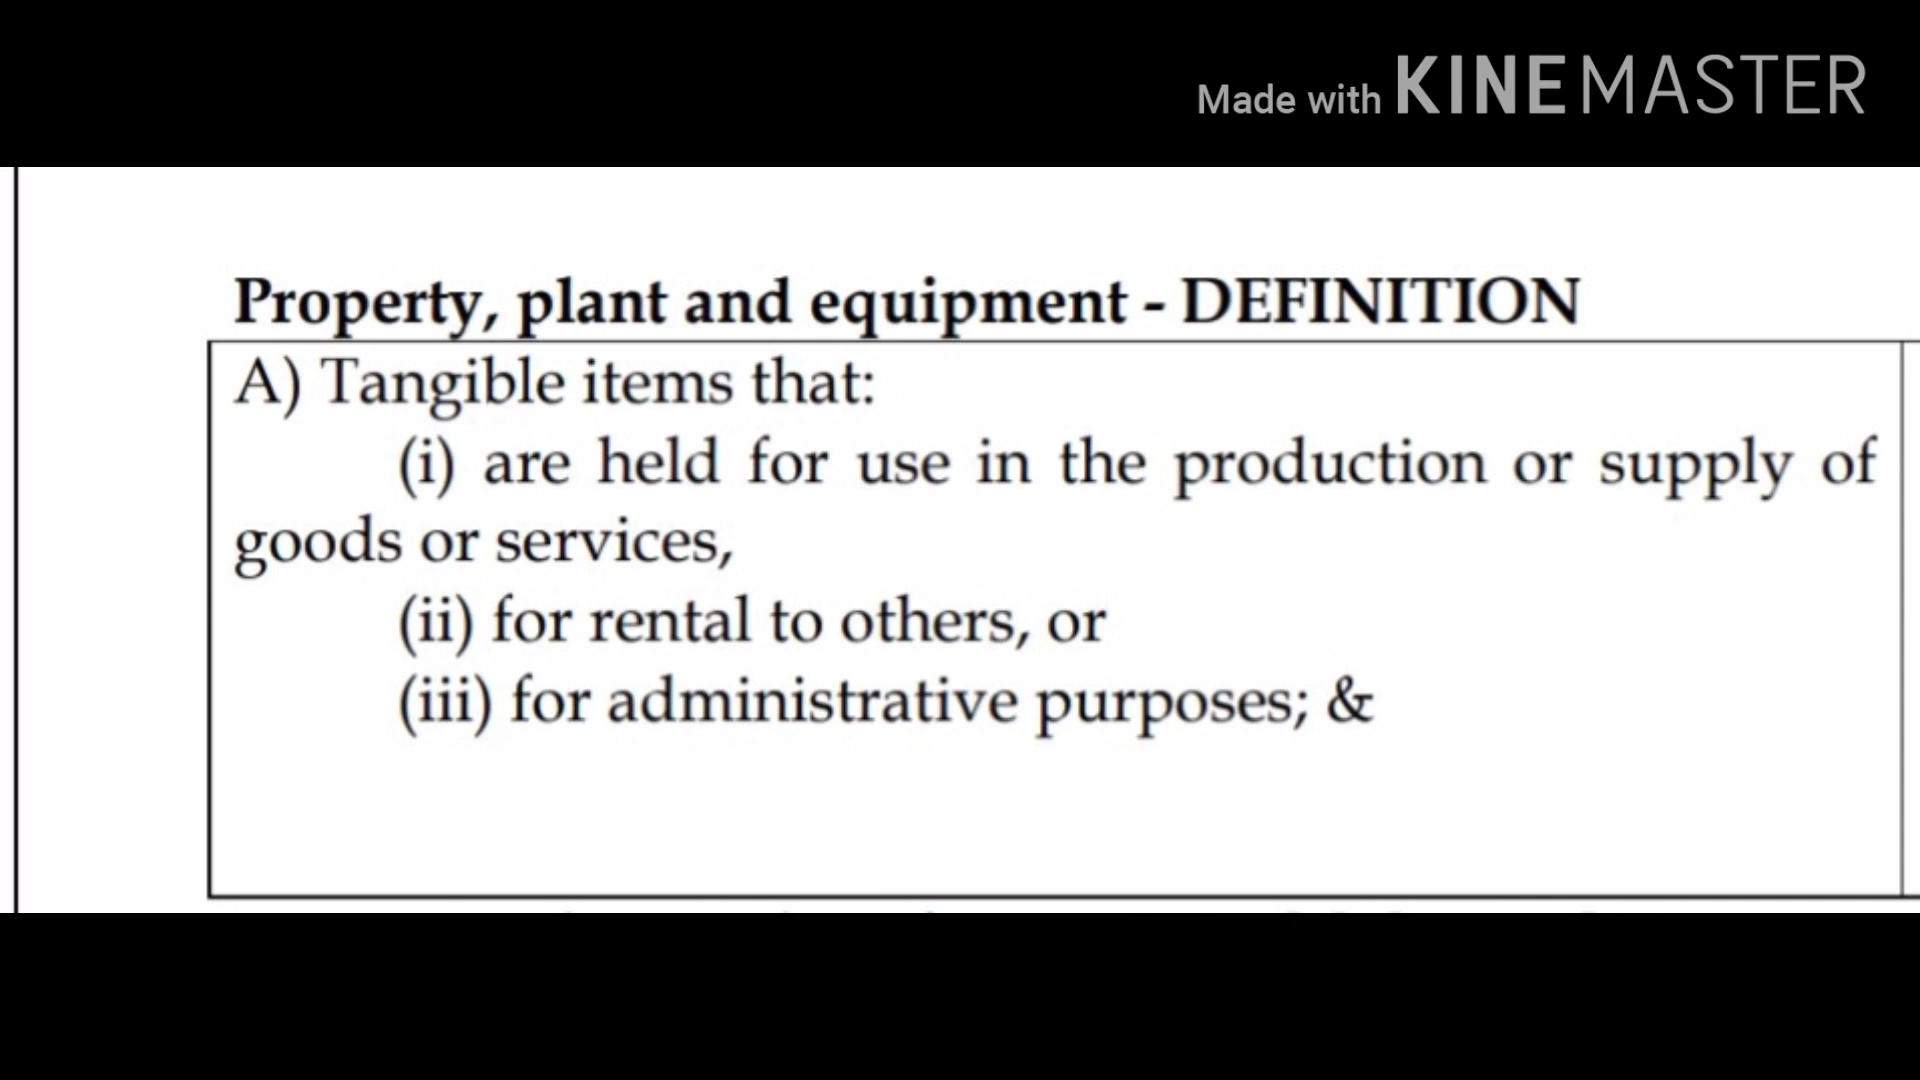 Made with KINEMASTER
Property, plant and equipment - DEFINITION
A) Tangible items that:
(i) are held for use in the production or supply of
goods or services,
(ii) for rental to others, or
(iii) for administrative purposes; &